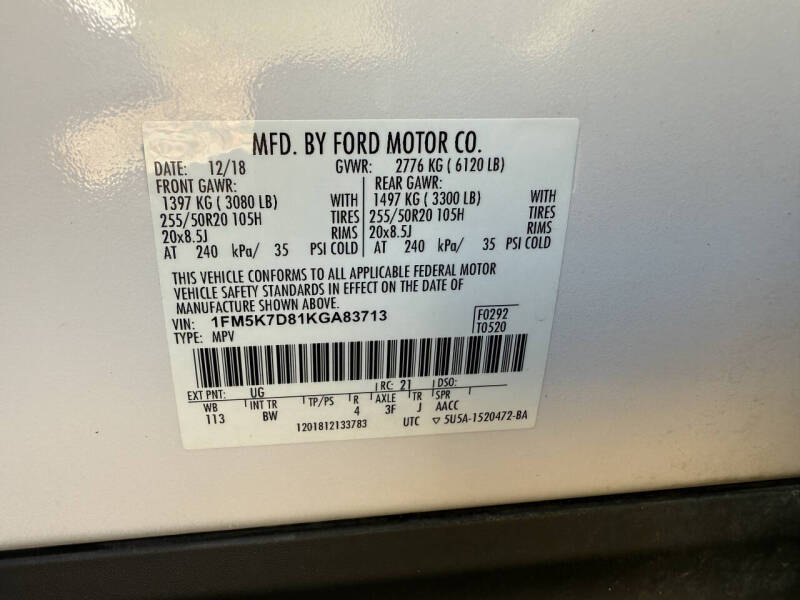 MFD. BY FORD MOTOR CO.
DATE: 12/18 GVWR: 2776 KG ( 6120 LB)
FRONT GAWR: REAR GAWR:
1397 KG ( 3080 LB) WITH 1497 KG ( 3300 LB) WITH
255/50R20 105H TIRES 255/50R20 105H TIRES
20x8.5J RIMS 20x8.5J RIMS
AT 240 kPa/ 35 PSI COLD AT 240 kPa/ 35 PSI COLD
THIS VEHICLE CONFORMS TO ALL APPLICABLE FEDERAL MOTOR
VEHICLE SAFETY STANDARDS IN EFFECT ON THE DATE OF
MANUFACTURE SHOWN ABOVE.
VIN: 1FM5K7D81KGA83713 F0292
TYPE: MPV T0520
EXT PNT: UG RC: 21 DSO:
WB INT TR TP/PS R AXLE TR SPR
113 BW 4 3F J AACC
1201812133783 UTC ▽ 5U5A-1520472-BA